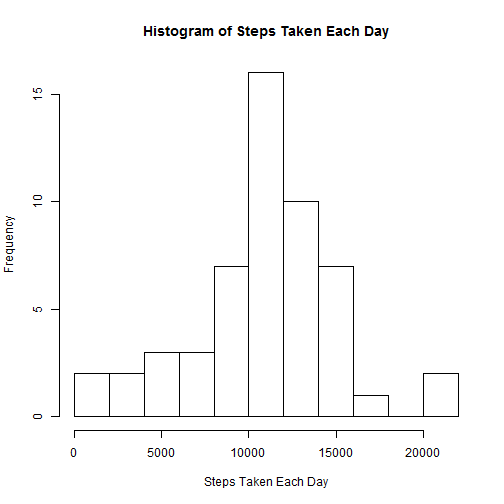 Histogram of Steps Taken Each Day
Frequency
15
10
5
0
0 5000 10000 15000 20000
Steps Taken Each Day